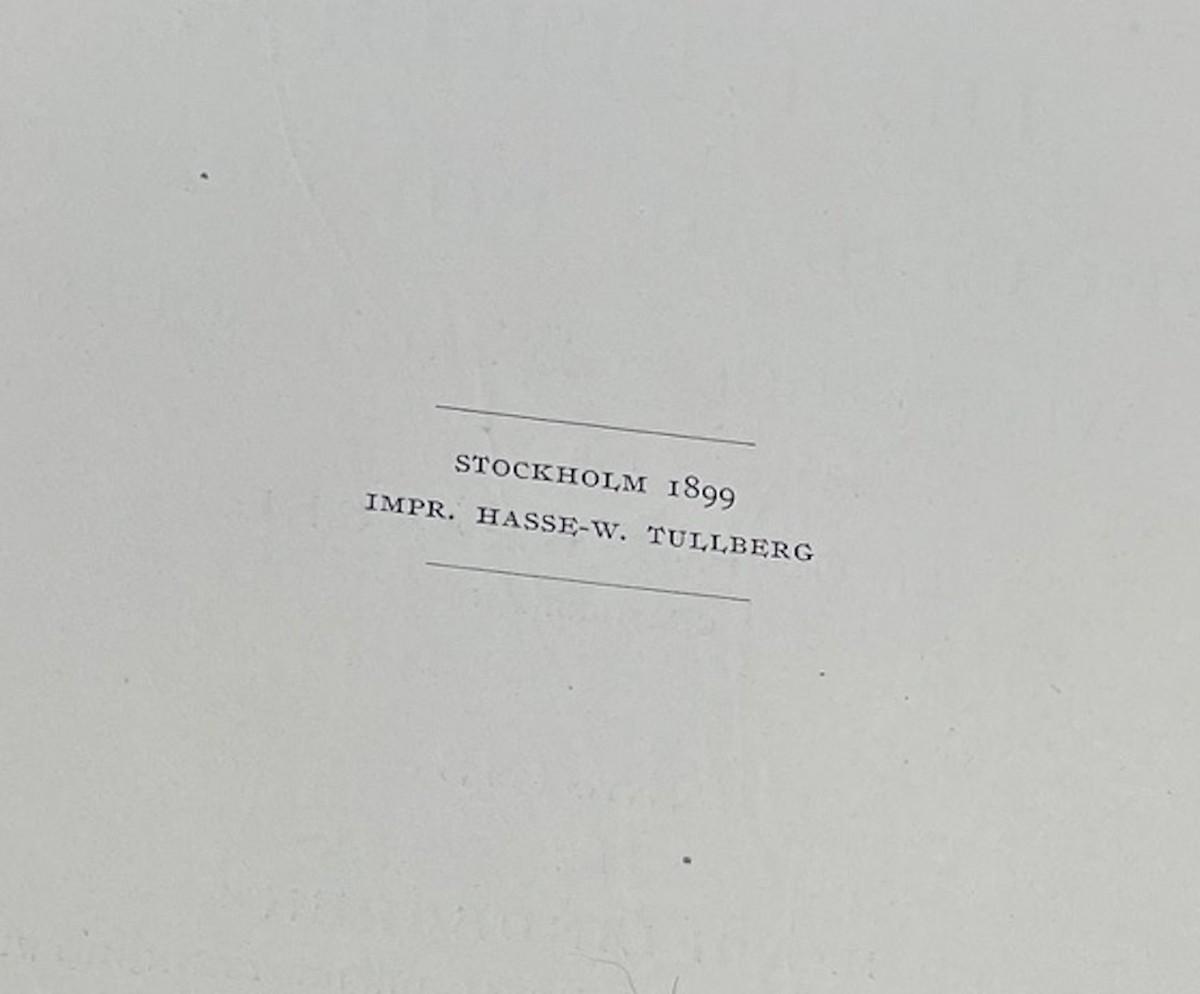 STOCKHOLM 1899
IMPR. HASSE-W. TULLBERG